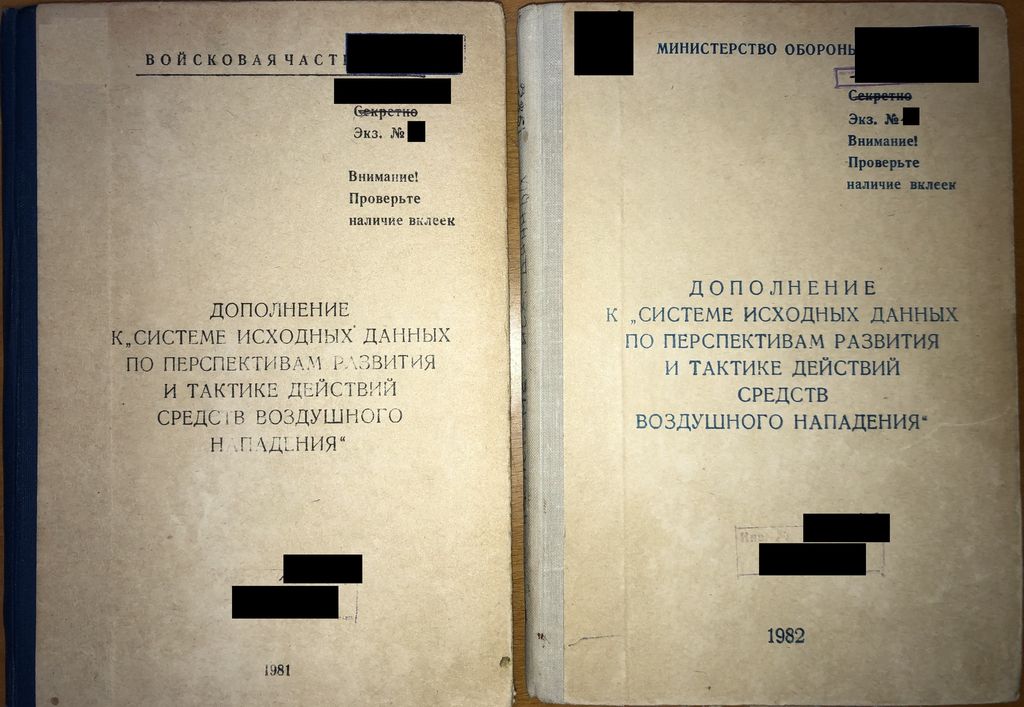 ВОЙСКОВАЯ ЧАСТЬ
Секретно
Экз. №
Внимание!
Проверьте
наличие вклеек
ДОПОЛНЕНИЕ
К „СИСТЕМЕ ИСХОДНЫХ ДАННЫХ
ПО ПЕРСПЕКТИВАМ РАЗВИТИЯ
И ТАКТИКЕ ДЕЙСТВИЙ
СРЕДСТВ ВОЗДУШНОГО
НАПАДЕНИЯ“
1981
МИНИСТЕРСТВО ОБОРОНЫ
Секретно
Экз. №
Внимание!
Проверьте
наличие вклеек
ДОПОЛНЕНИЕ
К „СИСТЕМЕ ИСХОДНЫХ ДАННЫХ
ПО ПЕРСПЕКТИВАМ РАЗВИТИЯ
И ТАКТИКЕ ДЕЙСТВИЙ
СРЕДСТВ
ВОЗДУШНОГО НАПАДЕНИЯ“
1982